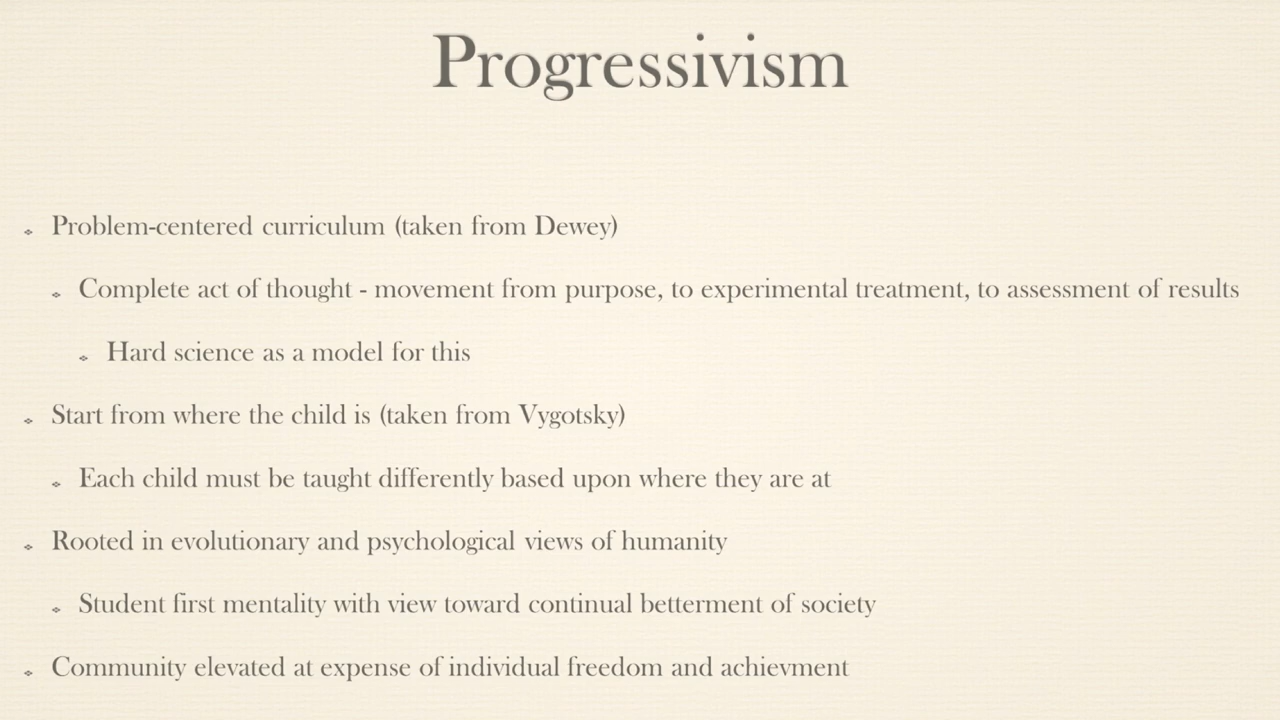 Progressivism
Problem-centered curriculum (taken from Dewey)
Complete act of thought - movement from purpose, to experimental treatment, to assessment of results
Hard science as a model for this
Start from where the child is (taken from Vygotsky)
Each child must be taught differently based upon where they are at
Rooted in evolutionary and psychological views of humanity
Student first mentality with view toward continual betterment of society
Community elevated at expense of individual freedom and achievment